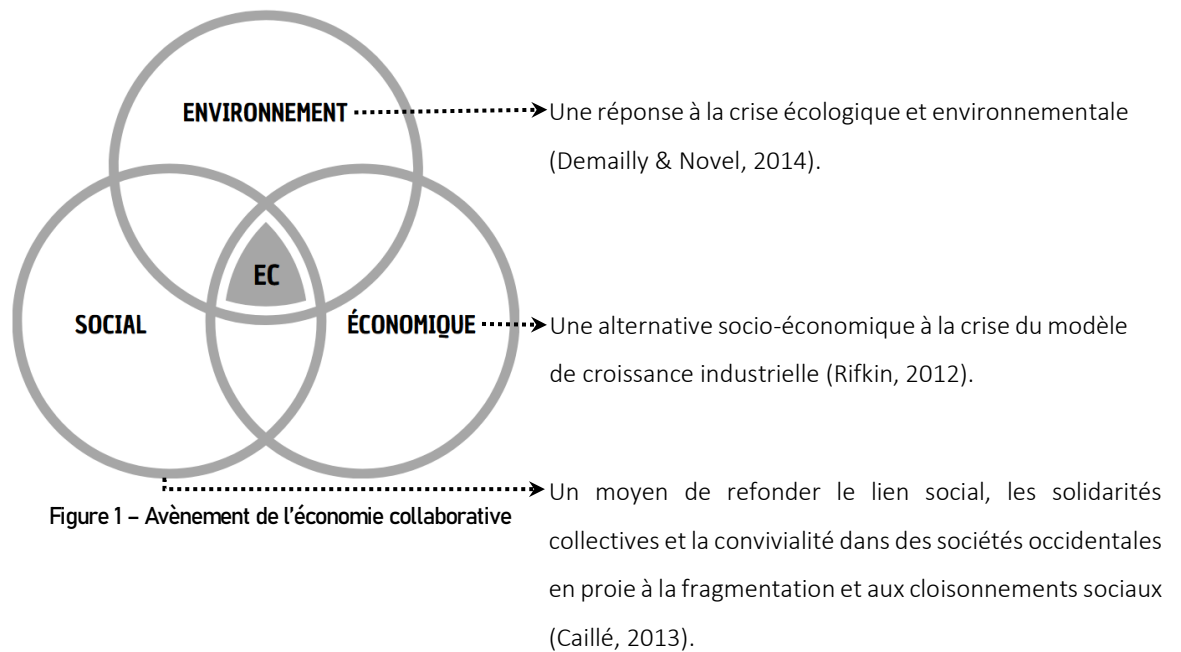 ENVIRONNEMENT
Une réponse à la crise écologique et environnementale
(Demailly & Novel, 2014).
EC
SOCIAL
ÉCONOMIQUE
Une alternative socio-économique à la crise du modèle
de croissance industrielle (Rifkin, 2012).
Un moyen de refonder le lien social, les solidarités
collectives et la convivialité dans des sociétés occidentales
en proie à la fragmentation et aux cloisonnements sociaux
(Caillé, 2013).
Figure 1 – Avènement de l'économie collaborative